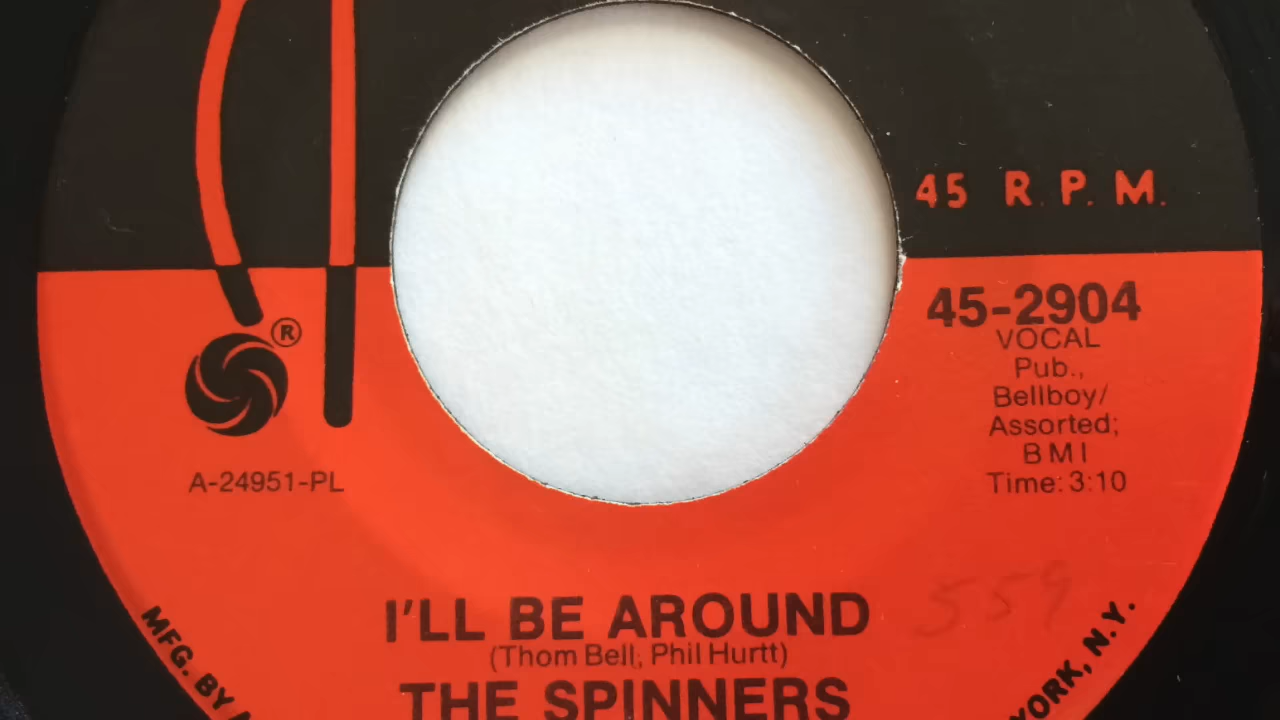 45 R.P.M.
45-2904
VOCAL
Pub.,
Bellboy/
Assorted;
BMI
Time: 3:10
®
A-24951-PL
559
I'LL BE AROUND
(Thom Bell, Phil Hurtt)
THE SPINNERS
MFG. BY
YORK, N.Y.